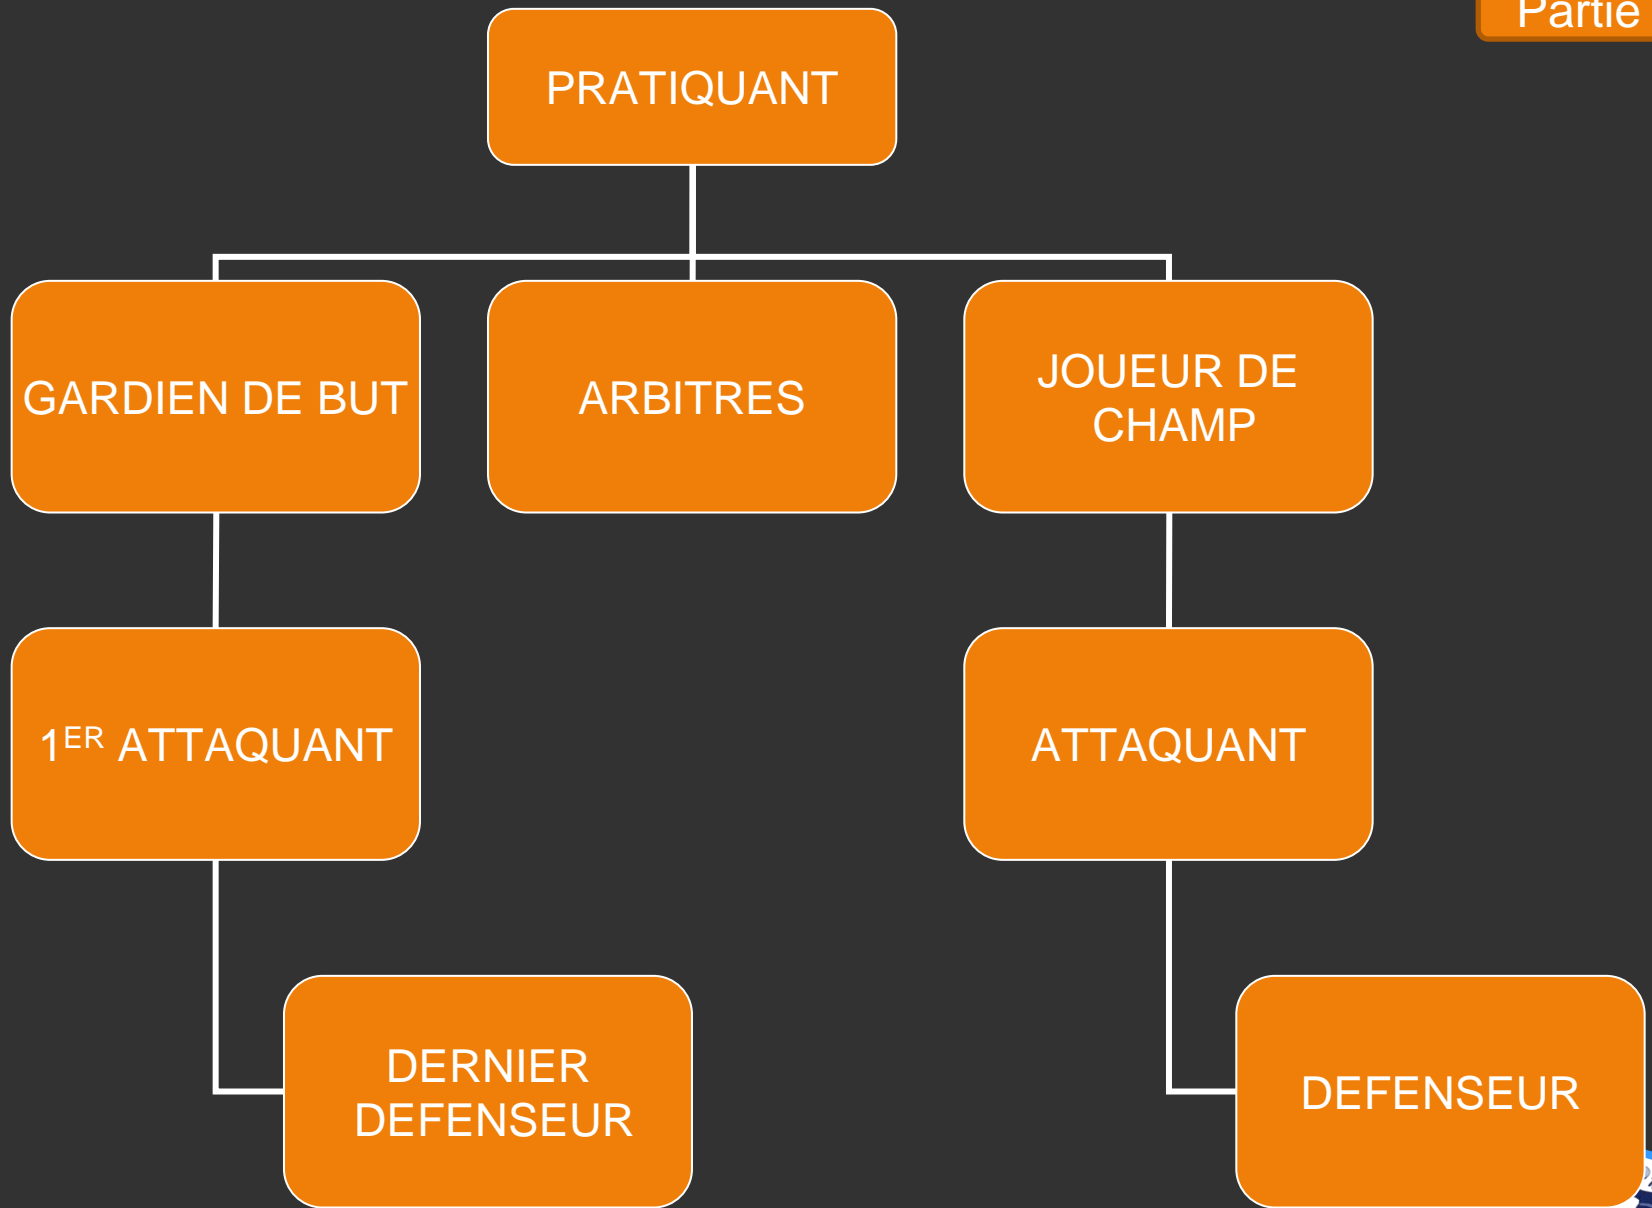 Partie
PRATIQUANT
GARDIEN DE BUT
ARBITRES
JOUEUR DE
CHAMP
1ER ATTAQUANT
ATTAQUANT
DERNIER
DEFENSEUR
DEFENSEUR